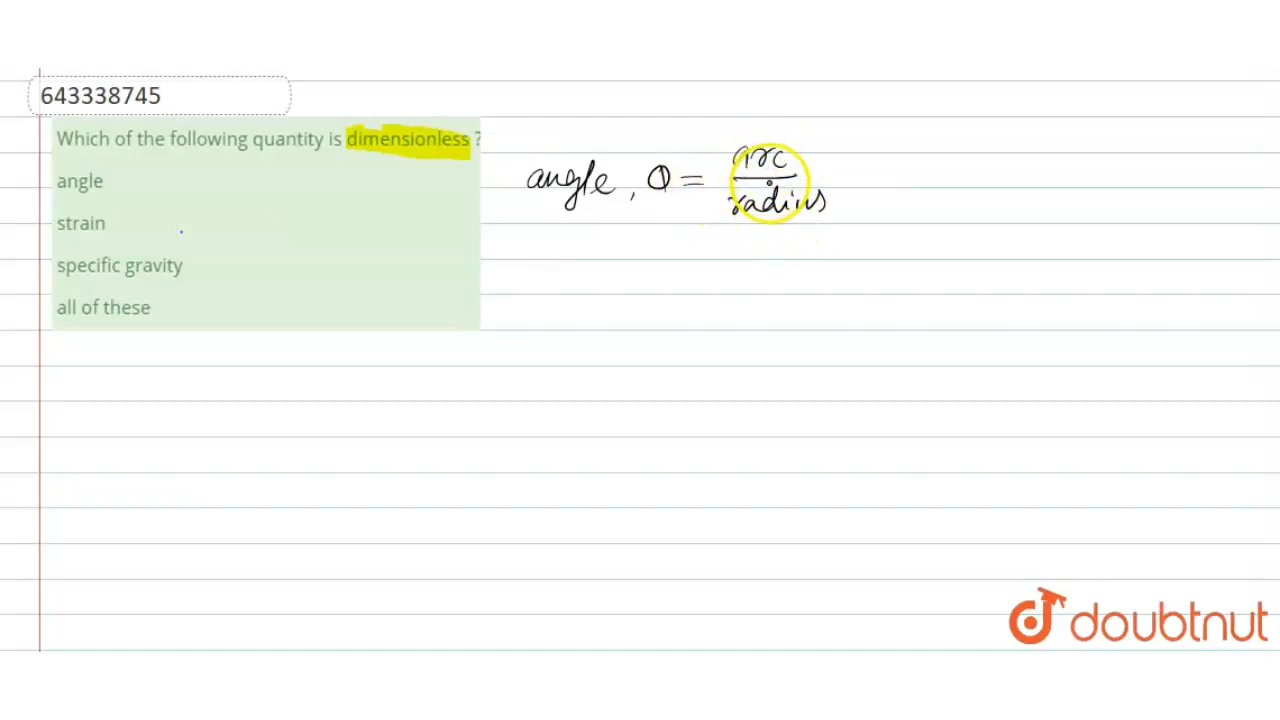 643338745
Which of the following quantity is dimensionless ?
angle
strain
specific gravity
all of these
angle, θ = arc
radius
doubtnut